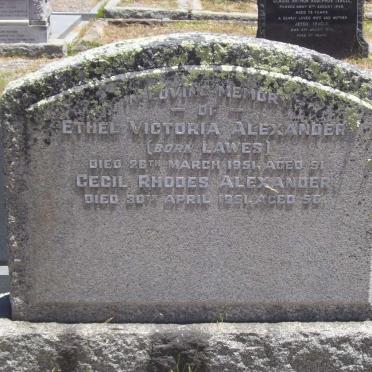 IN LOVING MEMORY
OF
ETHEL VICTORIA ALEXANDER
(BORN LAWES)
DIED 26TH MARCH 1951, AGED 51
CECIL RHODES ALEXANDER
DIED 30TH APRIL 1951, AGED 50